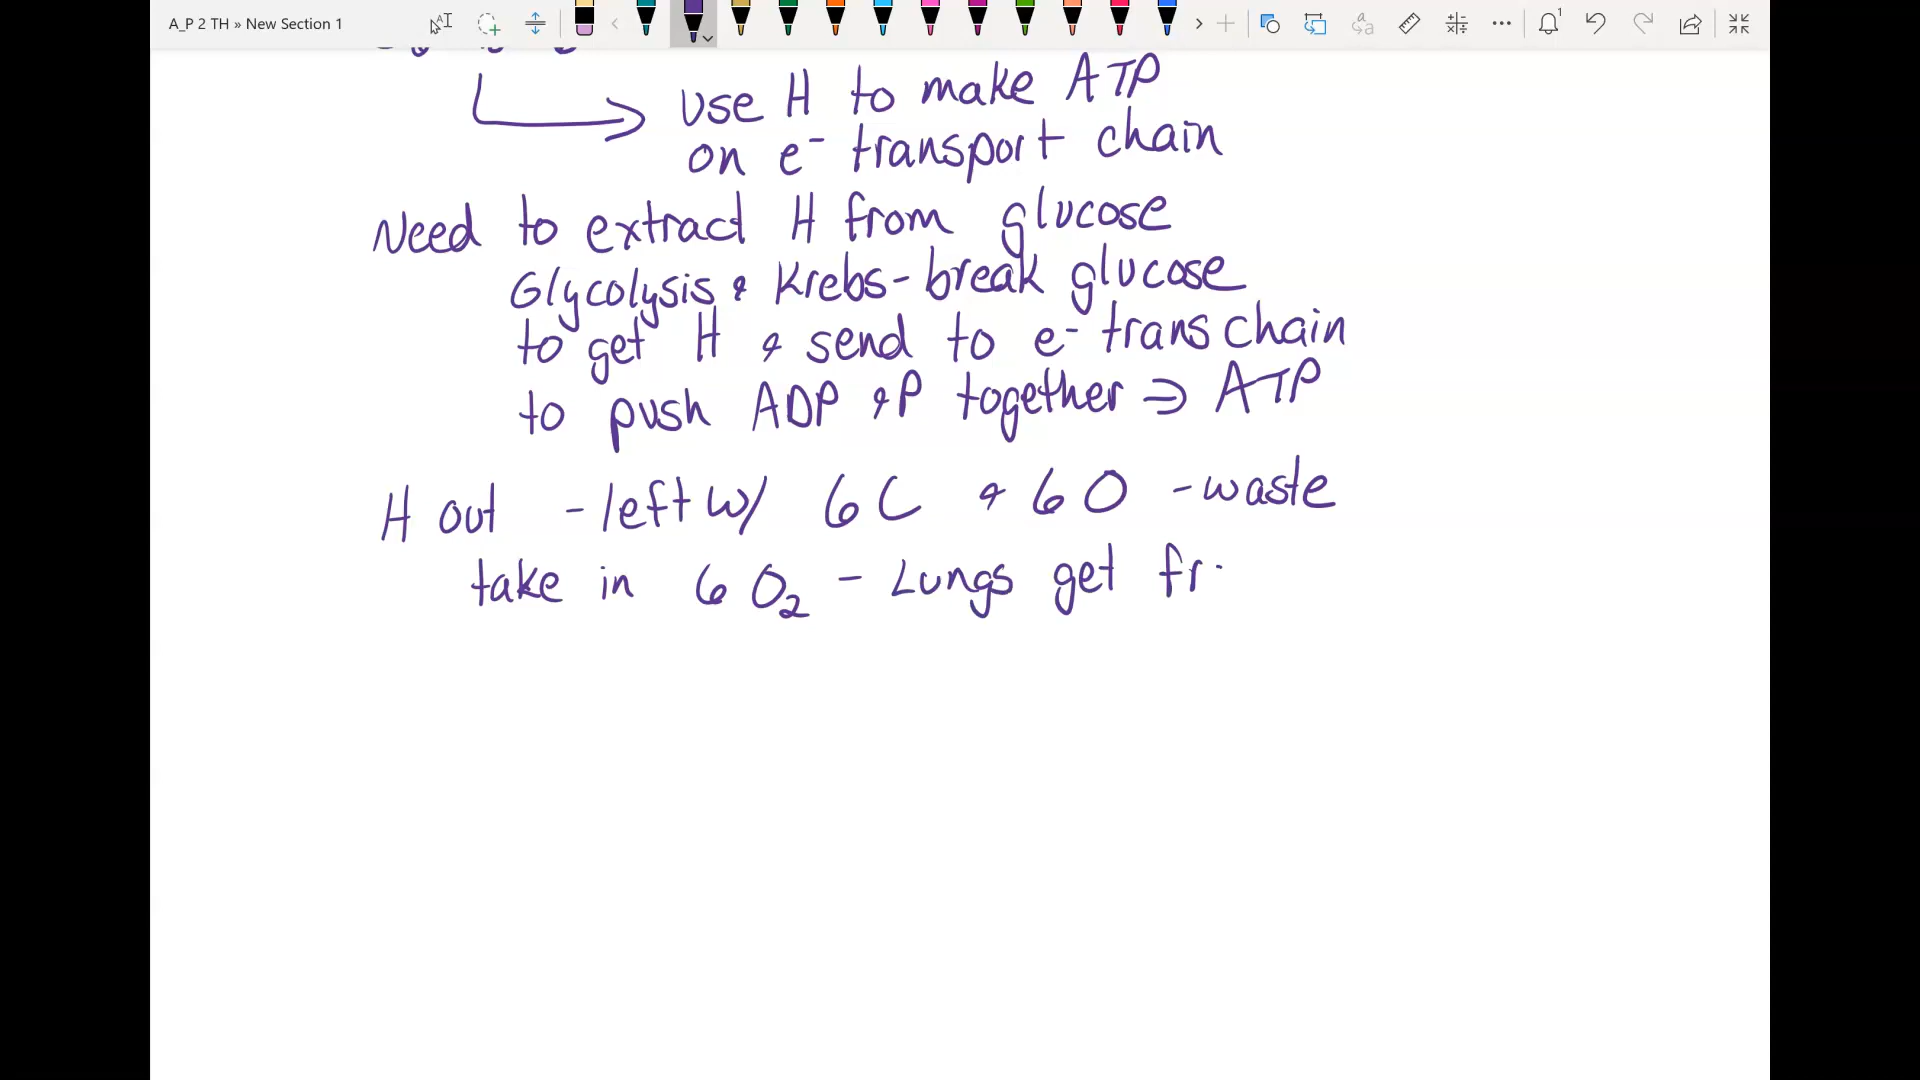 A_P 2 TH » New Section 1
use H to make ATP
on e⁻ transport chain
Need to extract H from glucose
Glycolysis & Krebs - break glucose
to get H & send to e⁻ trans chain
to push ADP & P together ⇒ ATP
H out - left w/ 6 C & 6 O - waste
take in 6 O₂ - Lungs get fr